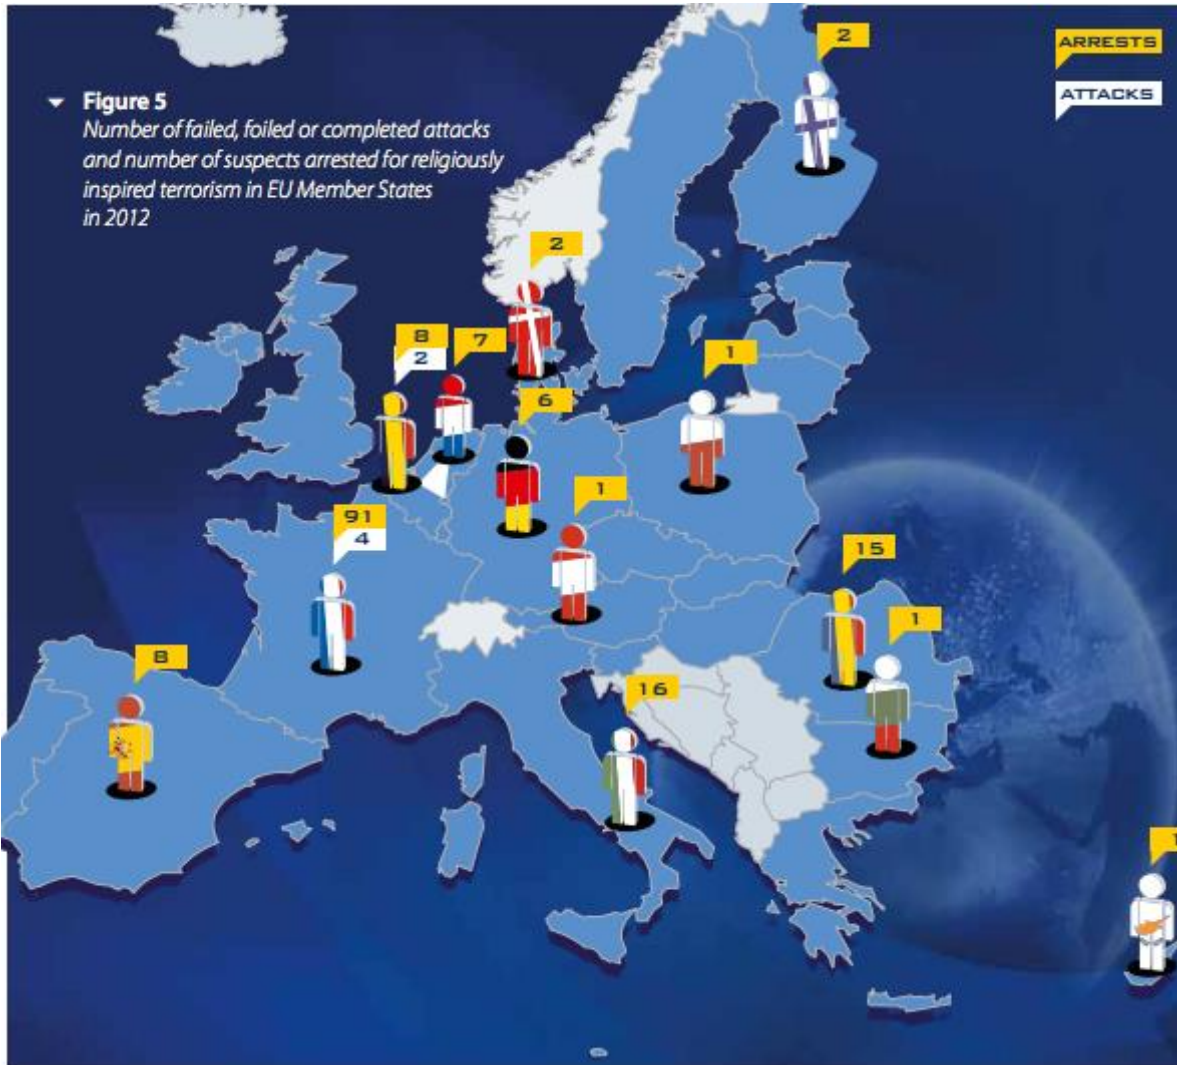 ARRESTS
ATTACKS
Figure 5
Number of failed, foiled or completed attacks
and number of suspects arrested for religiously
inspired terrorism in EU Member States
in 2012
2
2
8
2
7
1
6
1
91
4
15
1
8
16
1